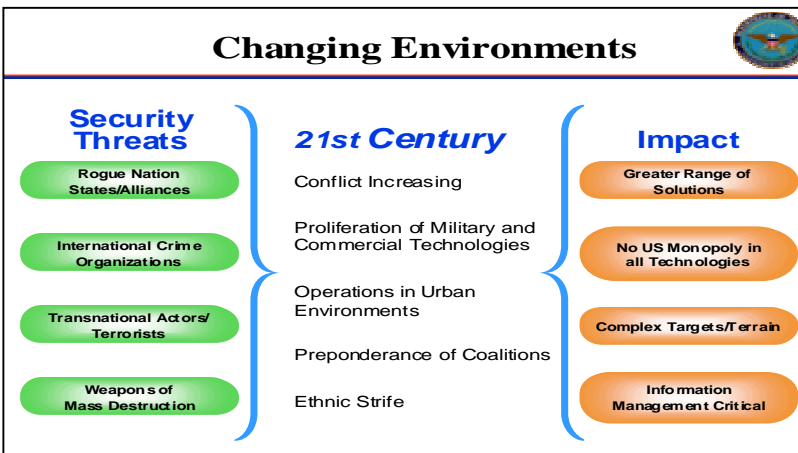 Changing Environments
Security
Threats
Rogue Nation
States/Alliances
International Crime
Organizations
Transnational Actors/
Terrorists
Weapons of
Mass Destruction
21st Century
Conflict Increasing
Proliferation of Military and
Commercial Technologies
Operations in Urban
Environments
Preponderance of Coalitions
Ethnic Strife
Impact
Greater Range of
Solutions
No US Monopoly in
all Technologies
Complex Targets/Terrain
Information
Management Critical